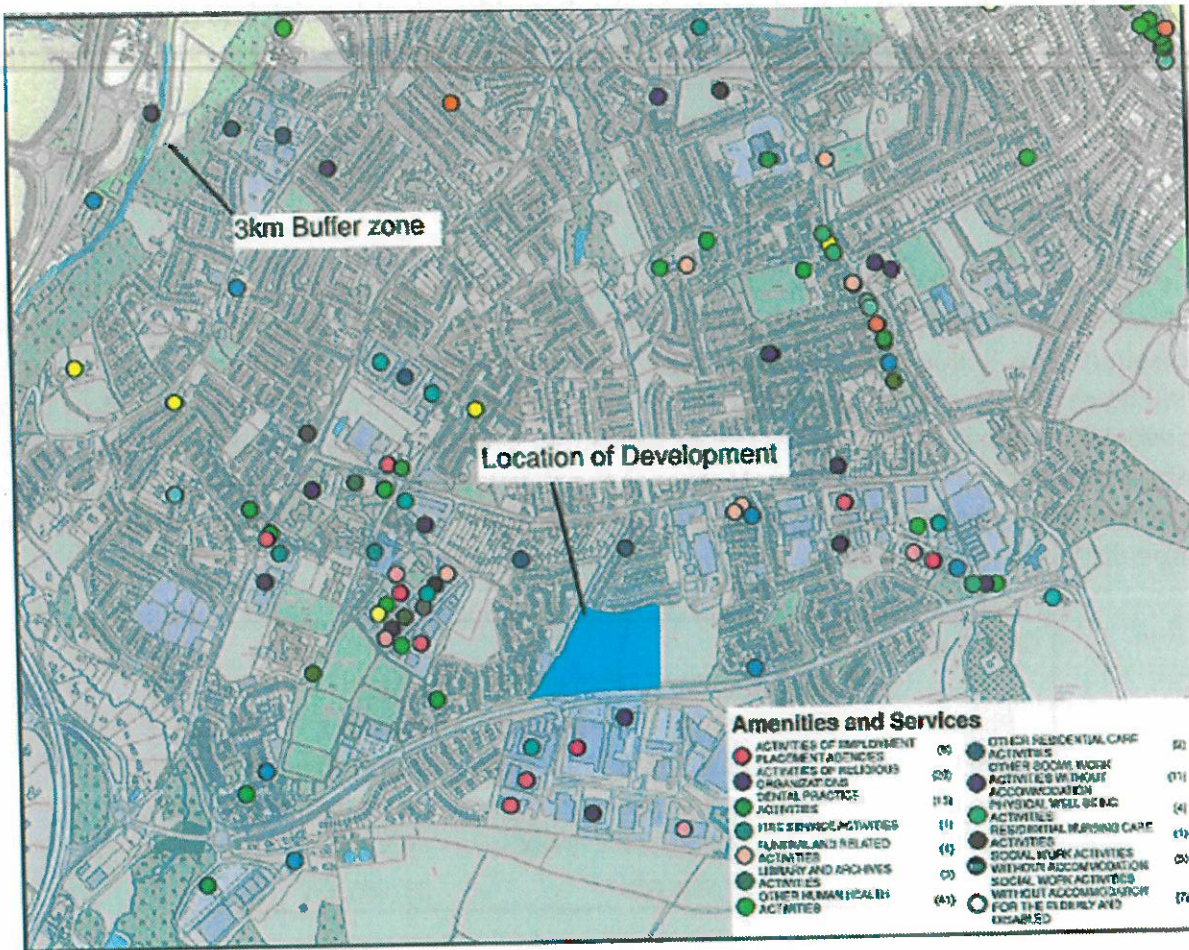 3km Buffer zone
Location of Development
Amenities and Services
ACTIVITIES OF EMPLOYMENT
PLACEMENT AGENCIES
ACTIVITIES OF RELIGIOUS
ORGANIZATIONS
DENTAL PRACTICE
ACTIVITIES
FIRE SERVICE ACTIVITIES
FUNERAL AND RELATED
ACTIVITIES
LIBRARY AND ARCHIVES
ACTIVITIES
OTHER HUMAN HEALTH
ACTIVITIES
OTHER RESIDENTIAL CARE
ACTIVITIES
OTHER SOCIAL WORK
ACTIVITIES WITHOUT
ACCOMMODATION
PHYSICAL WELL BEING
ACTIVITIES
RESIDENTIAL NURSING CARE
ACTIVITIES
SOCIAL WORK ACTIVITIES
WITHOUT ACCOMMODATION
SOCIAL WORK ACTIVITIES
WITHOUT ACCOMMODATION
FOR THE ELDERLY AND
DISABLED